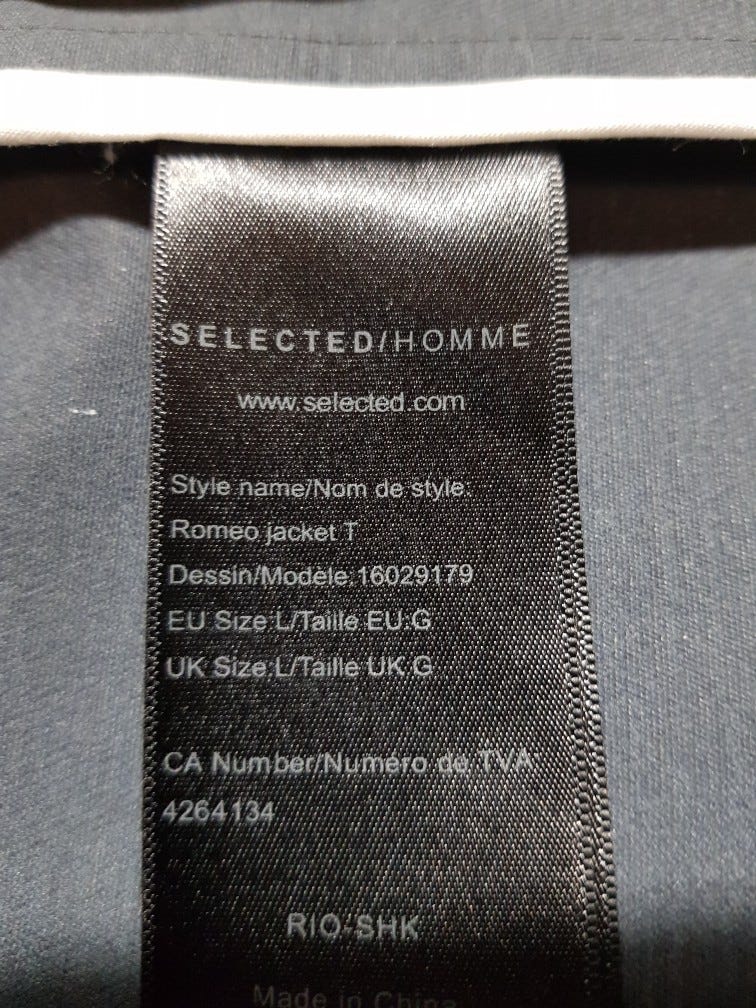 SELECTED/HOMME
www.selected.com
Style name/Nom de style:
Romeo jacket T
Dessin/Modele:16029179
EU Size:L/Taille EU:G
UK Size:L/Taille UK:G
CA Number/Numéro de TVA:
4264134
RIO-SHK
Made in China